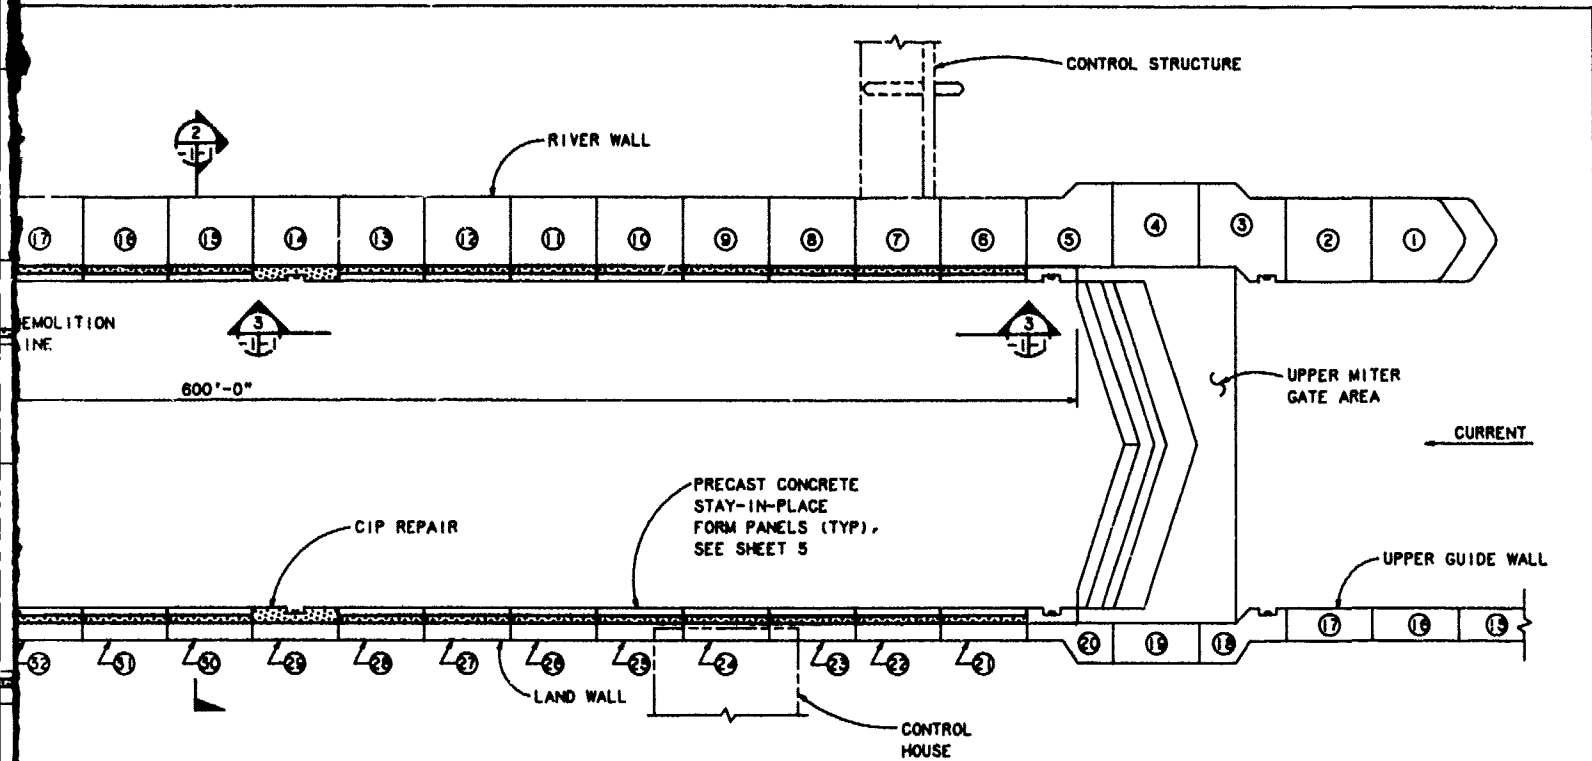 CONTROL STRUCTURE
2
-1-1
RIVER WALL
17 16 15 14 13 12 11 10 9 8 7 6 5 4 3 2 1
EMOLITION
INE
3
-1-1
3
-1-1
600'-0"
UPPER MITER
GATE AREA
CURRENT
PRECAST CONCRETE
STAY-IN-PLACE
FORM PANELS (TYP),
SEE SHEET 5
CIP REPAIR
UPPER GUIDE WALL
32 31 30 29 28 27 26 25 24 23 22 21 20 19 18 17 16 15
LAND WALL
CONTROL
HOUSE